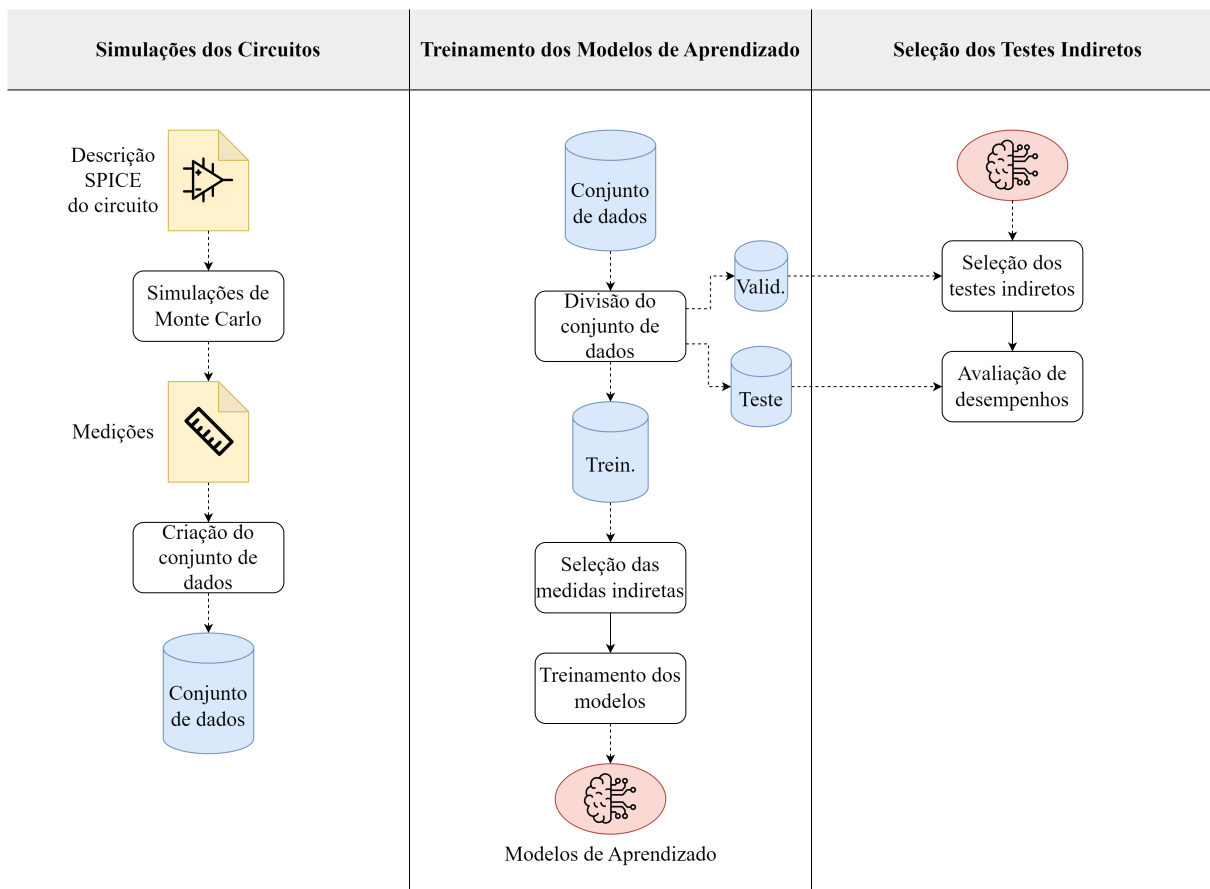 Simulações dos Circuitos
Treinamento dos Modelos de Aprendizado
Seleção dos Testes Indiretos
Descrição
SPICE
do circuito
Simulações de
Monte Carlo
Medições
Criação do
conjunto de
dados
Conjunto
de dados
Conjunto
de dados
Divisão do
conjunto de
dados
Valid.
Teste
Trein.
Seleção das
medidas indiretas
Treinamento dos
modelos
Modelos de Aprendizado
Seleção dos
testes indiretos
Avaliação de
desempenhos